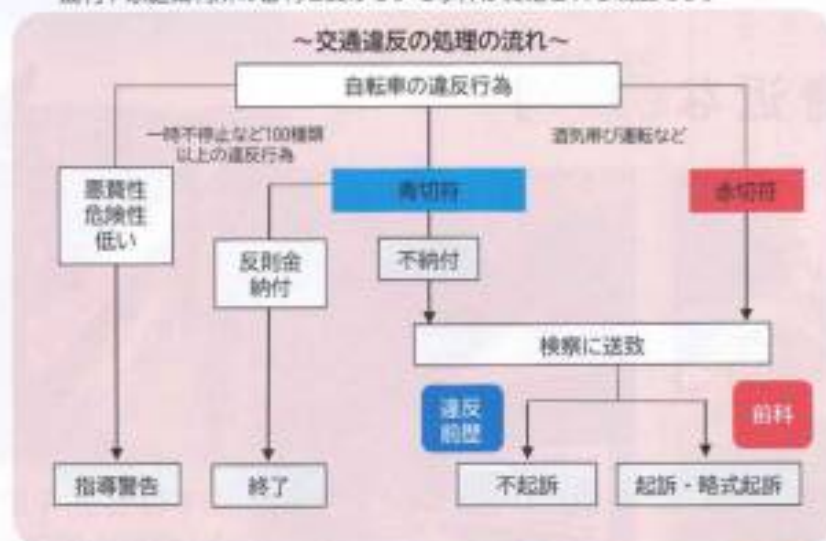 ~交通違反の処理の流れ~
自転車の違反行為
一時不停止など100種類
以上の違反行為
酒気帯び運転など
悪質性
危険性
低い
青切符
赤切符
反則金
納付
不納付
検察に送致
違反
前歴
前科
指導警告
終了
不起訴
起訴・略式起訴